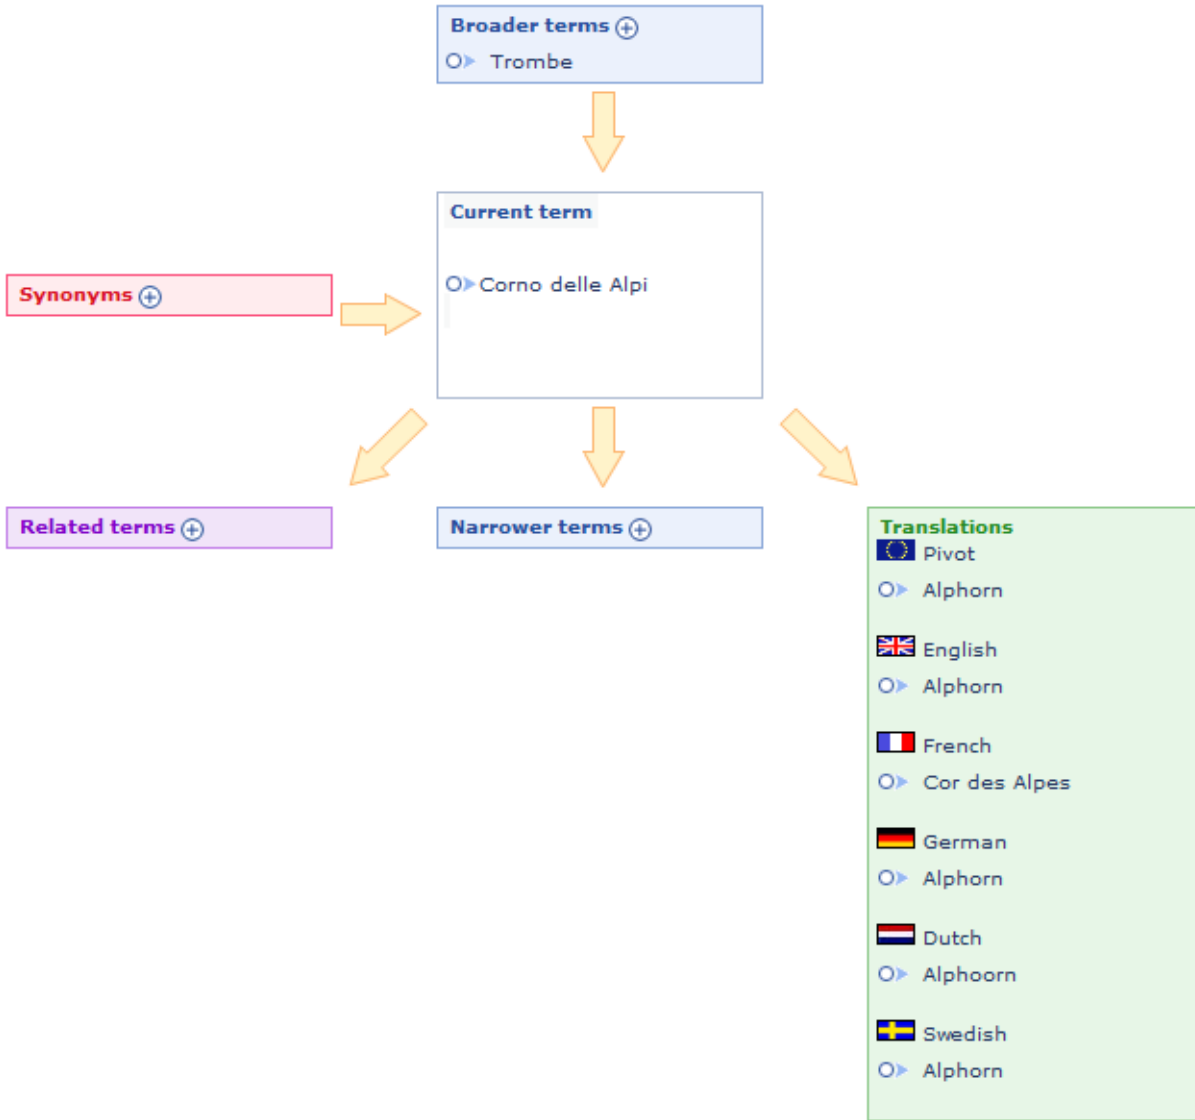 Broader terms
Trombe
Current term
Corno delle Alpi
Synonyms
Related terms
Narrower terms
Translations
Pivot
Alphorn
English
Alphorn
French
Cor des Alpes
German
Alphorn
Dutch
Alphoorn
Swedish
Alphorn